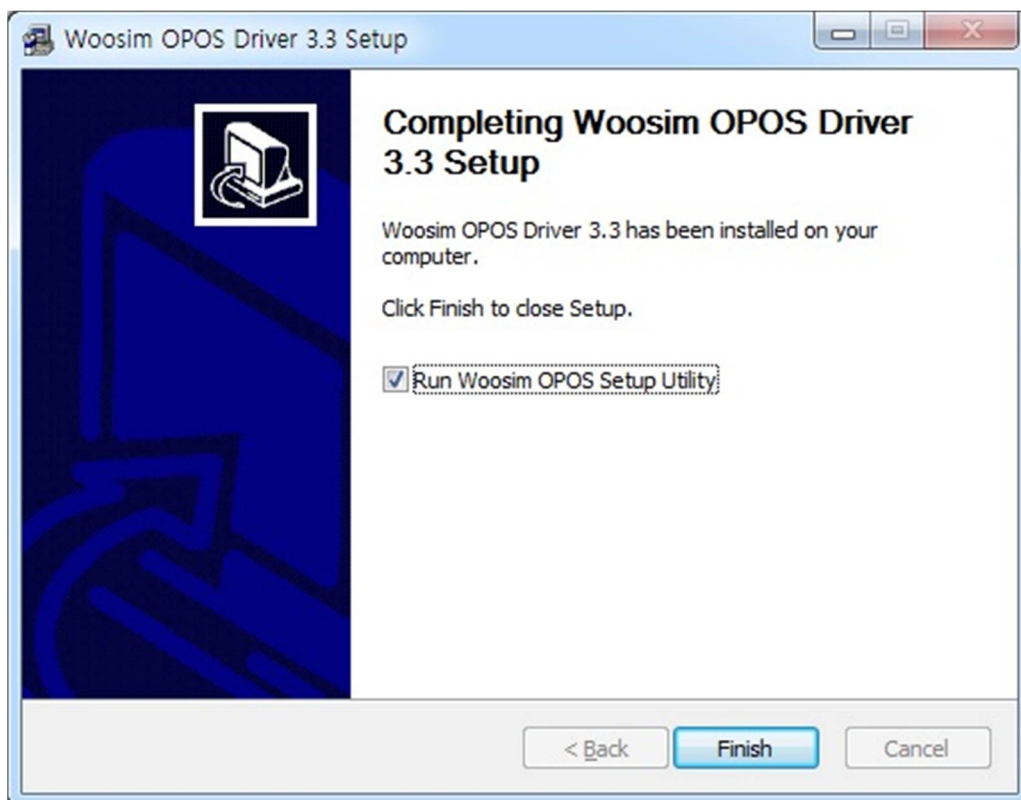 Woosim OPOS Driver 3.3 Setup
Completing Woosim OPOS Driver
3.3 Setup
Woosim OPOS Driver 3.3 has been installed on your
computer.
Click Finish to close Setup.
Run Woosim OPOS Setup Utility
< Back Finish Cancel